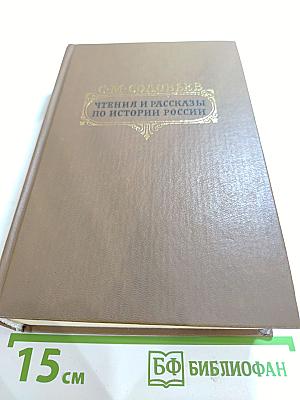 С·М·СОЛОВЬЕВ
ЧТЕНИЯ И РАССКАЗЫ
ПО ИСТОРИИ РОССИИ
15 см
БФ БИБЛИОФАН